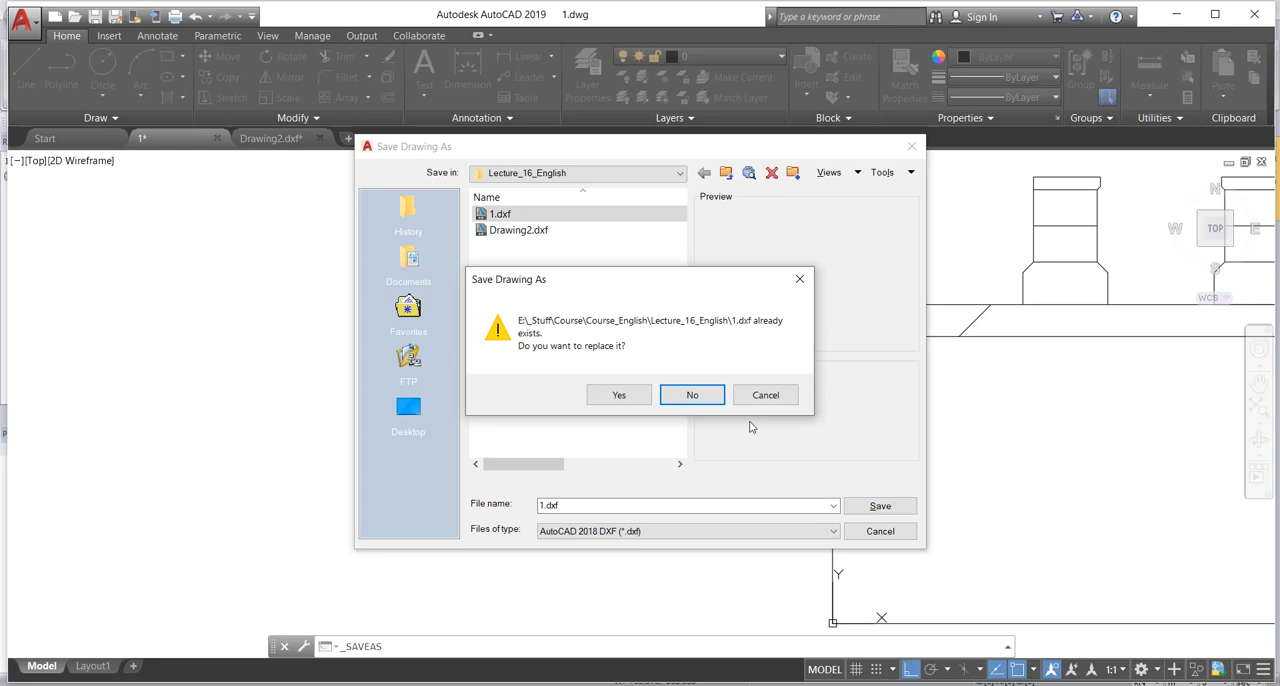 Autodesk AutoCAD 2019 1.dwg
Type a keyword or phrase
Sign In
Home Insert Annotate Parametric View Manage Output Collaborate
Line Polyline Circle Arc
Move Rotate Trim
Copy Mirror Fillet
Stretch Scale Array
Text Dimension
Linear
Leader
Table
Layer
Properties
0
Make Current
Match Layer
Insert
Create
Edit
Match
Properties
ByLayer
ByLayer
ByLayer
Group
Measure
Paste
Draw Modify Annotation Layers Block Properties Groups Utilities Clipboard
Start 1* Drawing2.dxf*
[−][Top][2D Wireframe]
N
W TOP E
S
WCS
Save Drawing As
Save in: Lecture_16_English
Views Tools
History
Documents
Favorites
FTP
Desktop
Name
1.dxf
Drawing2.dxf
Preview
Save Drawing As
E:\_Stuff\Course\Course_English\Lecture_16_English\1.dxf already
exists.
Do you want to replace it?
Yes No Cancel
File name: 1.dxf Save
Files of type: AutoCAD 2018 DXF (*.dxf) Cancel
Y
X
_SAVEAS
Model Layout1
MODEL 1:1